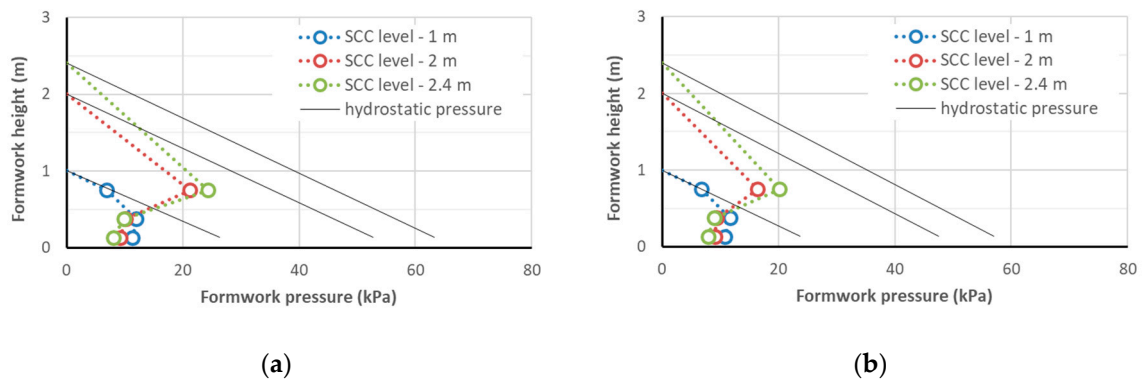 3
2
1
0
0 20 40 60 80
Formwork height (m)
Formwork pressure (kPa)
SCC level - 1 m
SCC level - 2 m
SCC level - 2.4 m
hydrostatic pressure
(a)
3
2
1
0
0 20 40 60 80
Formwork height (m)
Formwork pressure (kPa)
SCC level - 1 m
SCC level - 2 m
SCC level - 2.4 m
hydrostatic pressure
(b)